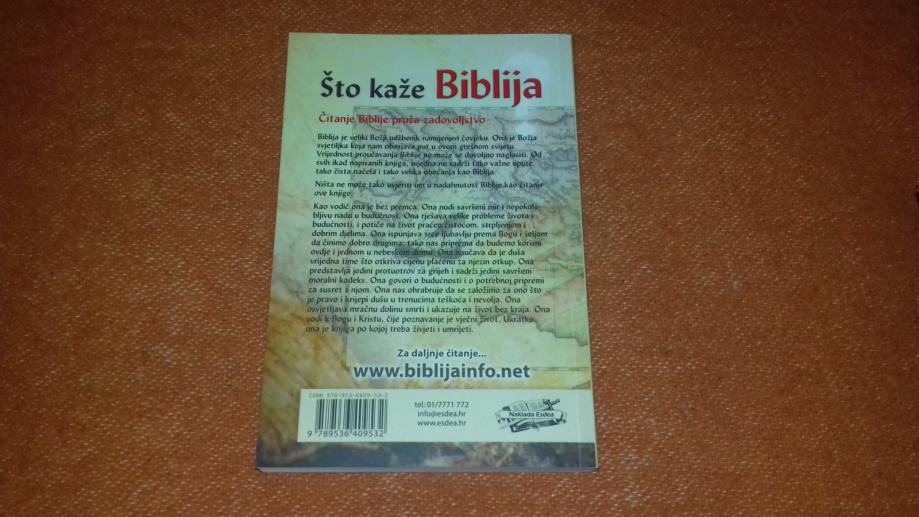 Što kaže Biblija
Čitanje Biblije pruža zadovoljstvo
Biblija je veliki Božji udžbenik namijenjen čovjeku. Ona je Božja
svjetiljka koja nam obasjava put u ovom grešnom svijetu.
Vrijednost proučavanja Biblije ne može se dovoljno naglasiti. Od
svih ikad napisanih knjiga, nijedna ne sadrži tako važne upute,
tako čista načela i tako velika obećanja kao Biblija.
Ništa ne može tako uvjeriti um u nadahnutost Biblije kao čitanje
ove knjige.
Kao vodič ona je bez premca. Ona nudi savršeni mir i nepokole-
bljivu nadu u budućnost. Ona rješava velike probleme života i
budućnosti, i potiče na život praćen čistoćom, strpljenjem i
dobrim djelima. Ona ispunjava srce ljubavlju prema Bogu i željom
da činimo dobro drugima; tako nas priprema da budemo korisni
ovdje i jednom u nebeskom domu. Ona naučava da je duša
vrijedna time što otkriva cijenu plaćenu za njezin otkup. Ona
predstavlja jedini protuotrov za grijeh i sadrži jedini savršeni
moralni kodeks. Ona govori o budućnosti i o potrebnoj pripremi
za susret s njom. Ona nas ohrabruje da se založimo za ono što
je pravo i krijepi dušu u trenucima teškoća i nevolja. Ona
osvjetljava mračnu dolinu smrti i ukazuje na život bez kraja. Ona
vodi k Bogu i Kristu, čije poznavanje je vječni život. Ukratko,
ona je knjiga po kojoj treba živjeti i umrijeti.
Za daljnje čitanje...
www.biblijainfo.net
ISBN 978-953-6409-53-2
9 789536 409532
tel: 01/7771 772
info@esdea.hr
www.esdea.hr
Naklada Esdea